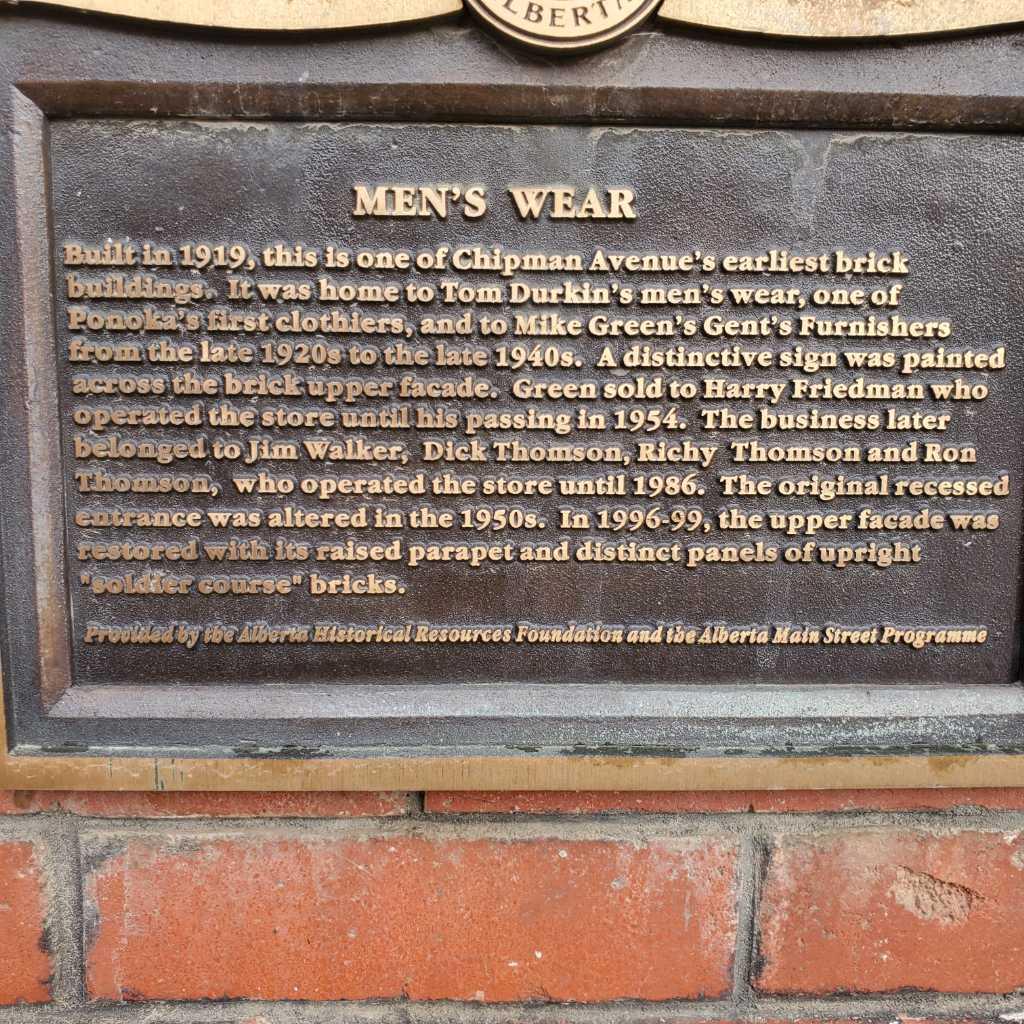 ALBERTA
MEN'S WEAR
Built in 1919, this is one of Chipman Avenue's earliest brick
buildings. It was home to Tom Durkin's men's wear, one of
Ponoka's first clothiers, and to Mike Green's Gent's Furnishers
from the late 1920s to the late 1940s. A distinctive sign was painted
across the brick upper facade. Green sold to Harry Friedman who
operated the store until his passing in 1954. The business later
belonged to Jim Walker, Dick Thomson, Richy Thomson and Ron
Thomson, who operated the store until 1986. The original recessed
entrance was altered in the 1950s. In 1996-99, the upper facade was
restored with its raised parapet and distinct panels of upright
"soldier course" bricks.
Provided by the Alberta Historical Resources Foundation and the Alberta Main Street Programme